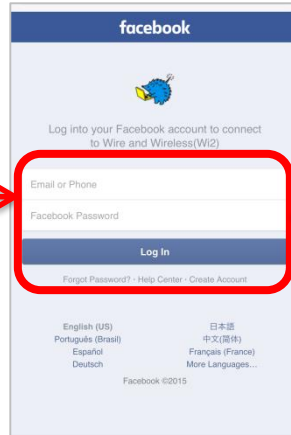 facebook
Log into your Facebook account to connect
to Wire and Wireless(Wi2)
Email or Phone
Facebook Password
Log In
Forgot Password? · Help Center · Create Account
English (US)
日本語
Português (Brasil)
中文(简体)
Español
Français (France)
Deutsch
More Languages...
Facebook ©2015